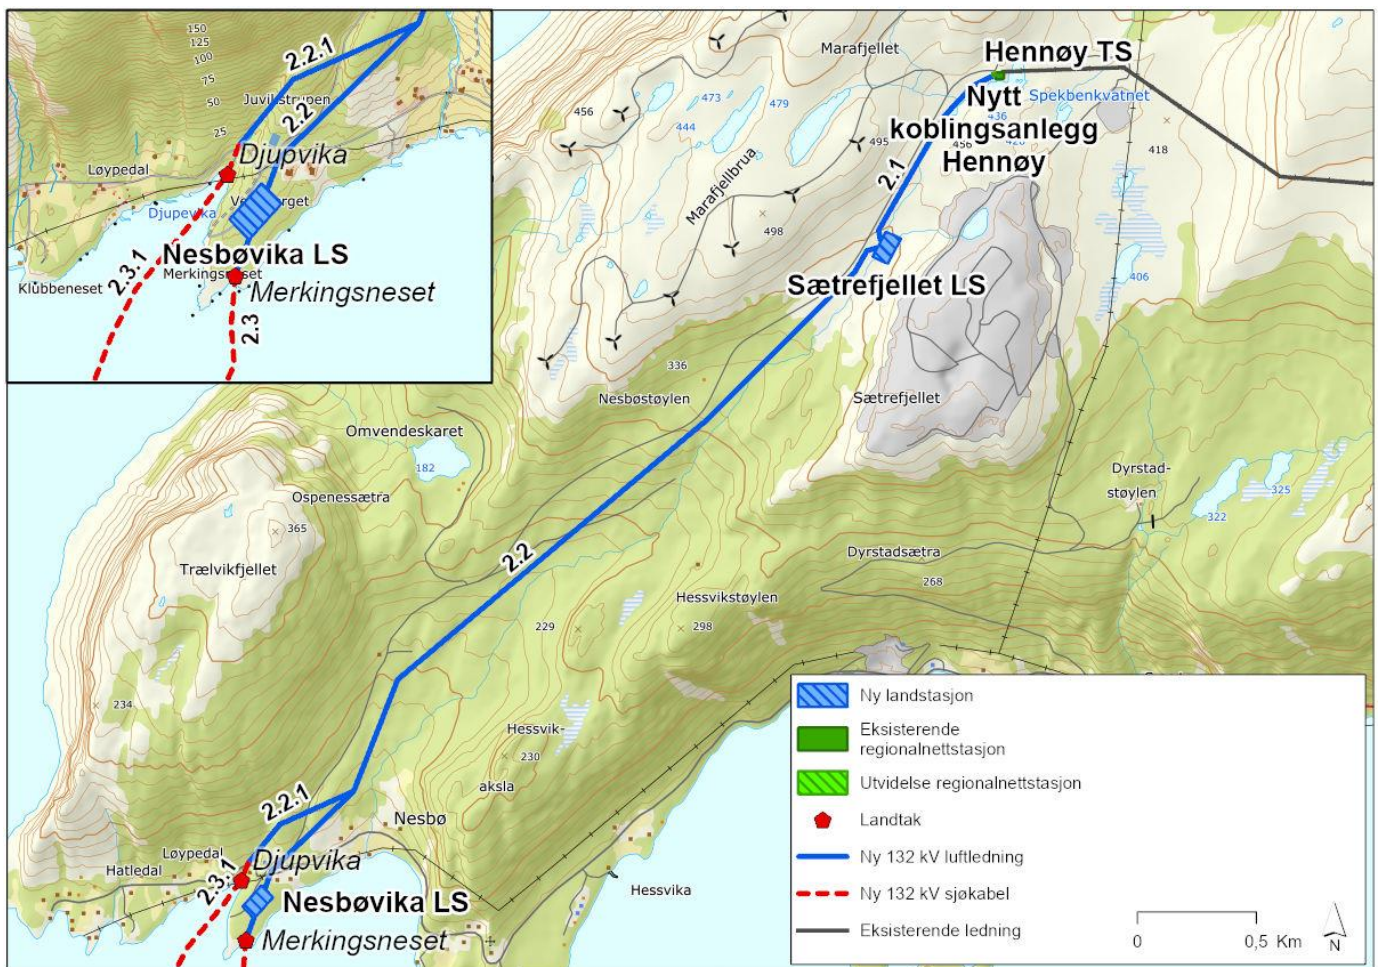 150
125
100
75
50
25
2.2.1
Juvikstrupen
2.2
Djupvika
Løypedal
Djupevika
Nesbøvika LS
Merkingsneset
Klubbeneset
2.3.1
Merkingsneset
2.3
Marafjellet
Hennøy TS
Nytt
koblingsanlegg
Hennøy
Spekbenkvatnet
436
456
473
479
444
495
456
418
2.1
Marafjellbrua
498
406
Sætrefjellet LS
336
Nesbøstøylen
Sætrefjellet
Omvendeskaret
182
Dyrstad-
støylen
325
322
Ospenessætra
365
Trælvikfjellet
2.2
Dyrstadsætra
268
Hessvikstøylen
229
298
234
Hessvik-
230
aksla
2.2.1
Nesbø
Løypedal
Hatledal
Djupvika
2.3.1
Nesbøvika LS
Merkingsneset
Hessvika
Ny landstasjon
Eksisterende
regionalnettstasjon
Utvidelse regionalnettstasjon
Landtak
Ny 132 kV luftledning
Ny 132 kV sjøkabel
Eksisterende ledning
0 0,5 Km
N